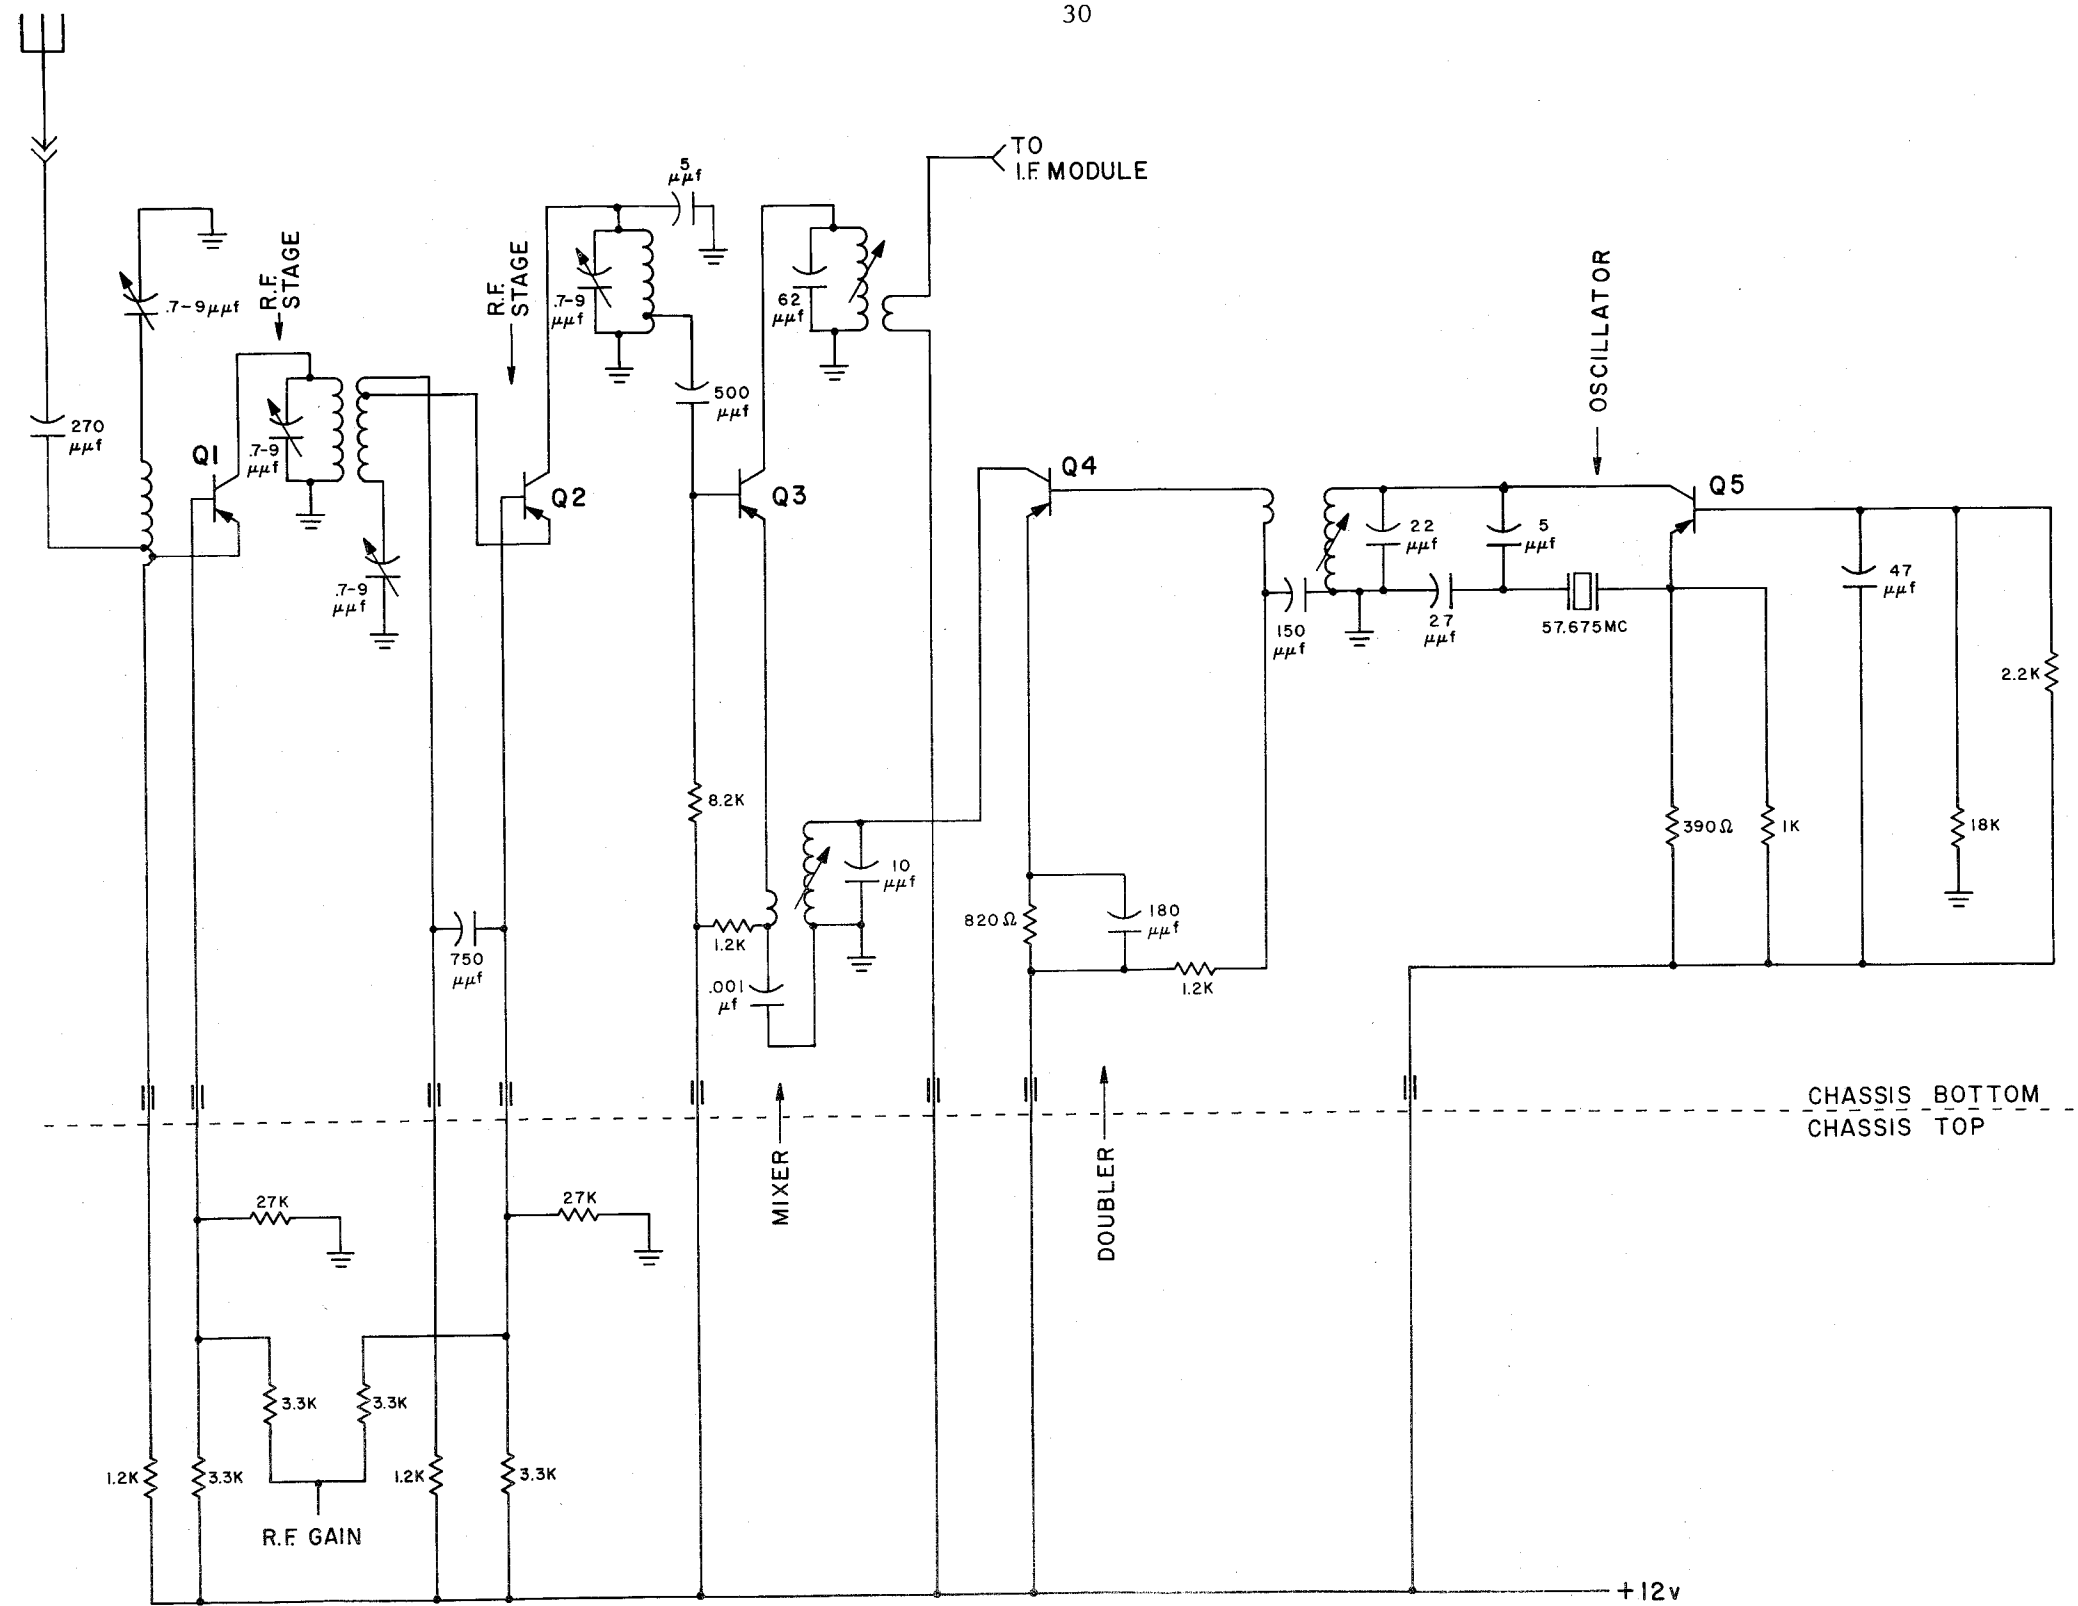 30
TO
I.F. MODULE
5
μμf
R.F.
STAGE
R.F.
STAGE
OSCILLATOR
.7-9μμf
.7-9
μμf
62
μμf
500
μμf
270
μμf
Q1
.7-9
μμf
Q2
Q3
Q4
Q5
22
μμf
5
μμf
47
μμf
.7-9
μμf
150
μμf
27
μμf
57.675MC
2.2K
8.2K
390Ω
1K
18K
10
μμf
820Ω
180
μμf
1.2K
750
μμf
.001
μf
1.2K
CHASSIS BOTTOM
CHASSIS TOP
MIXER
DOUBLER
27K
27K
3.3K
3.3K
1.2K
3.3K
1.2K
3.3K
R.F. GAIN
+12v